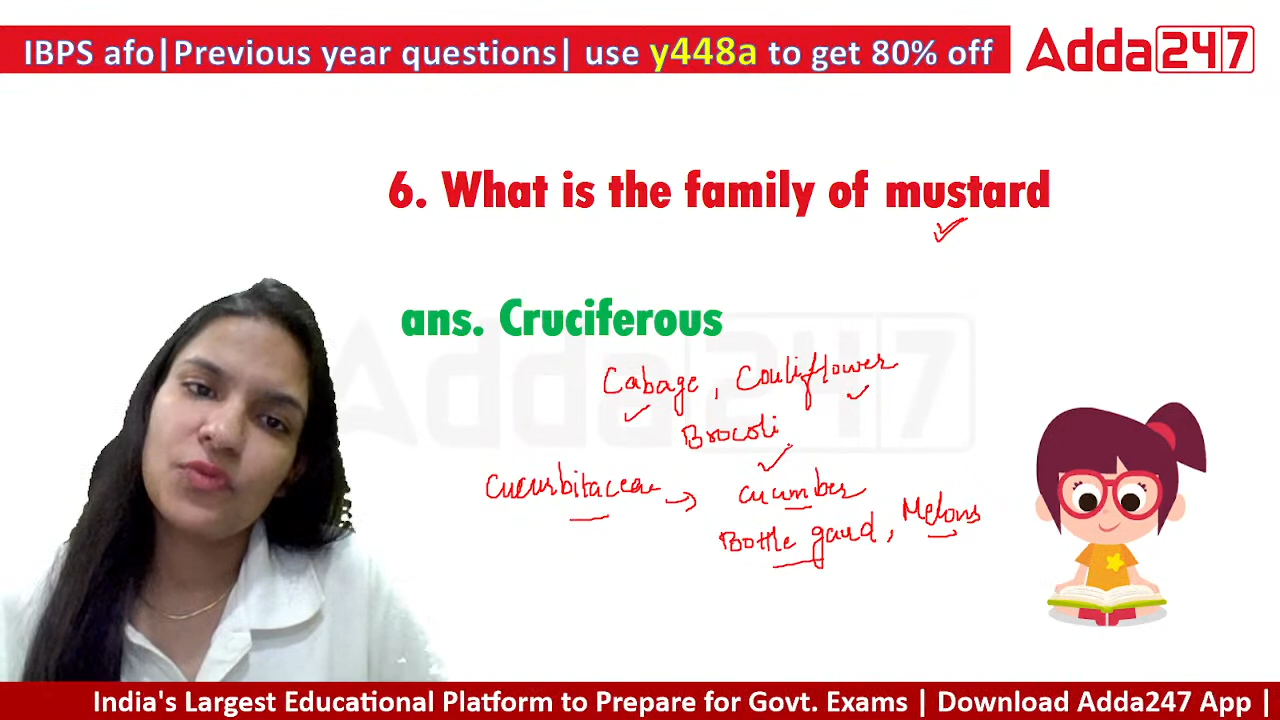 IBPS afo|Previous year questions| use y448a to get 80% off
Adda247
6. What is the family of mustard
ans. Cruciferous
Adda247
Cabage, Couliflower
Brocoli
Cucurbitaceae → cucumber
Bottle gaurd, Melons
India's Largest Educational Platform to Prepare for Govt. Exams | Download Adda247 App |